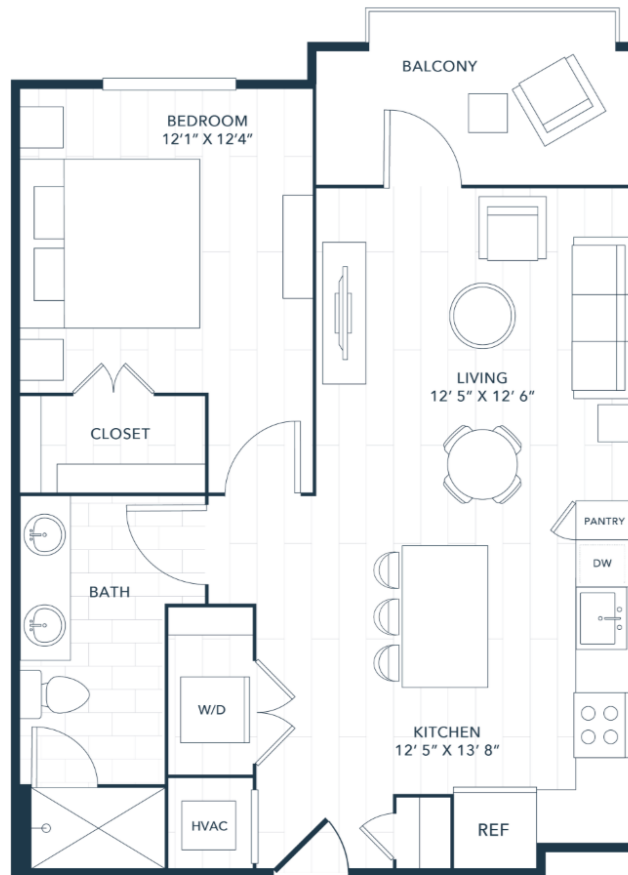 BALCONY
BEDROOM
12'1” X 12'4”
LIVING
12' 5” X 12' 6”
CLOSET
PANTRY
DW
BATH
W/D
KITCHEN
12' 5” X 13' 8”
HVAC
REF